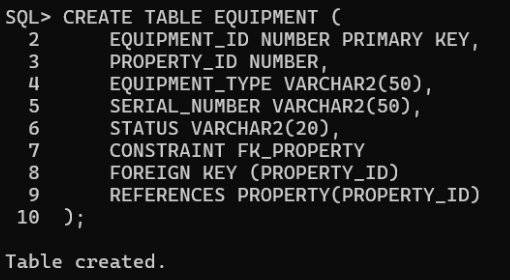 SQL> CREATE TABLE EQUIPMENT (
  2      EQUIPMENT_ID NUMBER PRIMARY KEY,
  3      PROPERTY_ID NUMBER,
  4      EQUIPMENT_TYPE VARCHAR2(50),
  5      SERIAL_NUMBER VARCHAR2(50),
  6      STATUS VARCHAR2(20),
  7      CONSTRAINT FK_PROPERTY
  8      FOREIGN KEY (PROPERTY_ID)
  9      REFERENCES PROPERTY(PROPERTY_ID)
 10  );

Table created.